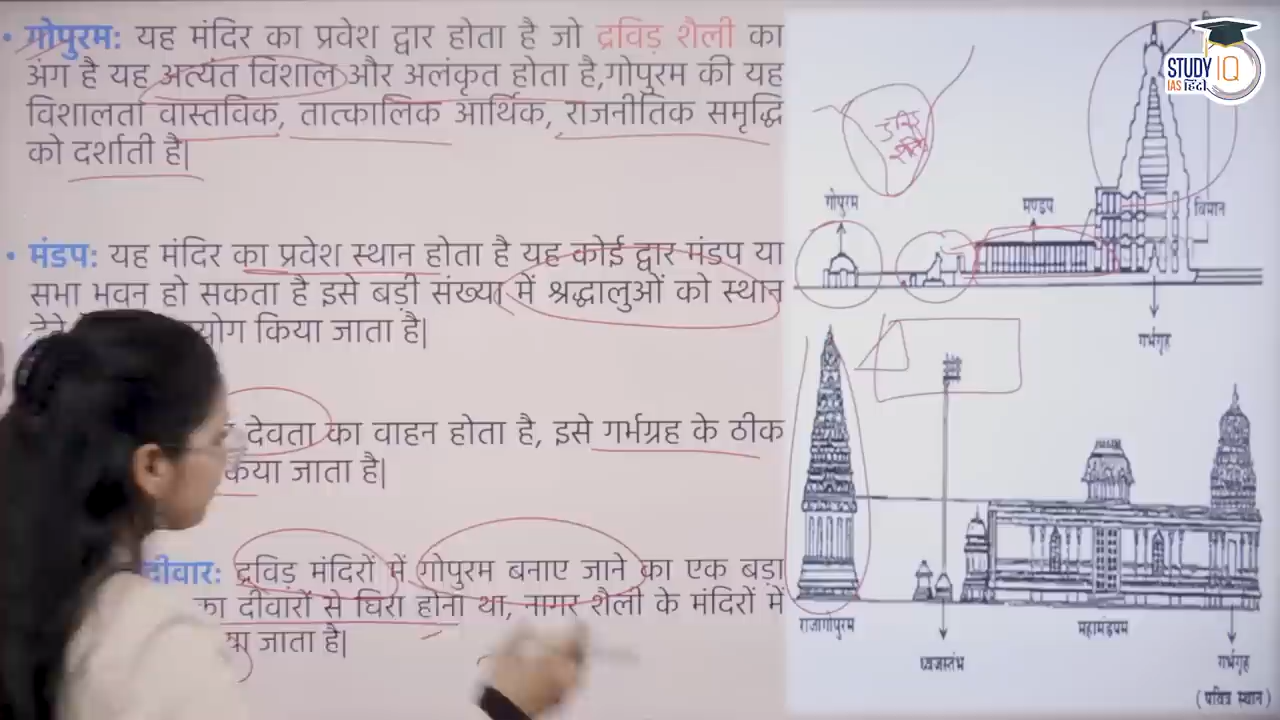 • गोपुरम: यह मंदिर का प्रवेश द्वार होता है जो द्रविड़ शैली का
अंग है यह अत्यंत विशाल और अलंकृत होता है,गोपुरम की यह
विशालता वास्तविक, तात्कालिक आर्थिक, राजनीतिक समृद्धि
को दर्शाती है|
• मंडप: यह मंदिर का प्रवेश स्थान होता है यह कोई द्वार मंडप या
सभा भवन हो सकता है इसे बड़ी संख्या में श्रद्धालुओं को स्थान
किया जाता है|
देवता का वाहन होता है, इसे गर्भग्रह के ठीक
किया जाता है|
दीवार: द्रविड़ मंदिरों में गोपुरम बनाए जाने का एक बड़ा
दीवारों से घिरा होना था, नागर शैली के मंदिरों में
जाता है|
STUDY IQ
IAS हिंदी
गोपुरम
मण्डप
विमान
गर्भगृह
राजागोपुरम
ध्वजस्तंभ
महामंडपम
गर्भगृह
(पवित्र स्थान)